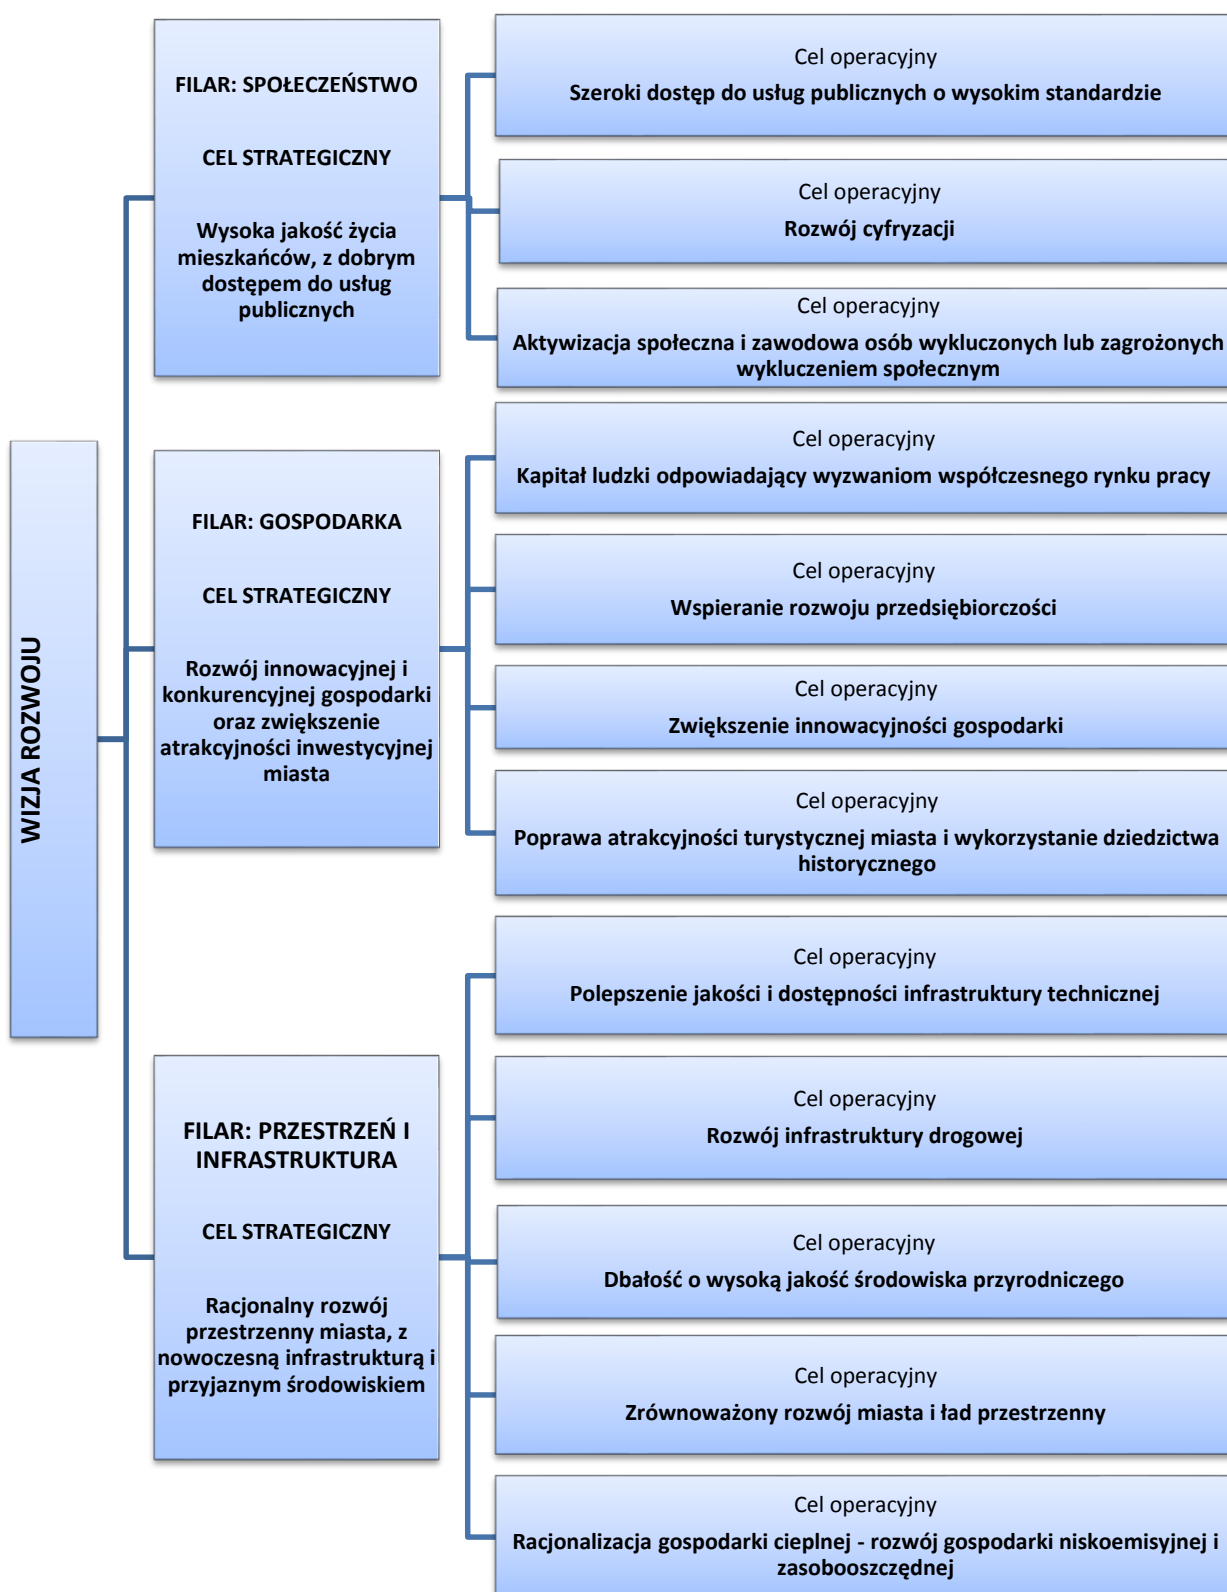 WIZJA ROZWOJU
FILAR: SPOŁECZEŃSTWO
CEL STRATEGICZNY
Wysoka jakość życia
mieszkańców, z dobrym
dostępem do usług
publicznych
Cel operacyjny
Szeroki dostęp do usług publicznych o wysokim standardzie
Cel operacyjny
Rozwój cyfryzacji
Cel operacyjny
Aktywizacja społeczna i zawodowa osób wykluczonych lub zagrożonych
wykluczeniem społecznym
FILAR: GOSPODARKA
CEL STRATEGICZNY
Rozwój innowacyjnej i
konkurencyjnej gospodarki
oraz zwiększenie
atrakcyjności inwestycyjnej
miasta
Cel operacyjny
Kapitał ludzki odpowiadający wyzwaniom współczesnego rynku pracy
Cel operacyjny
Wspieranie rozwoju przedsiębiorczości
Cel operacyjny
Zwiększenie innowacyjności gospodarki
Cel operacyjny
Poprawa atrakcyjności turystycznej miasta i wykorzystanie dziedzictwa
historycznego
FILAR: PRZESTRZEŃ I
INFRASTRUKTURA
CEL STRATEGICZNY
Racjonalny rozwój
przestrzenny miasta, z
nowoczesną infrastrukturą i
przyjaznym środowiskiem
Cel operacyjny
Polepszenie jakości i dostępności infrastruktury technicznej
Cel operacyjny
Rozwój infrastruktury drogowej
Cel operacyjny
Dbałość o wysoką jakość środowiska przyrodniczego
Cel operacyjny
Zrównoważony rozwój miasta i ład przestrzenny
Cel operacyjny
Racjonalizacja gospodarki cieplnej - rozwój gospodarki niskoemisyjnej i
zasobooszczędnej